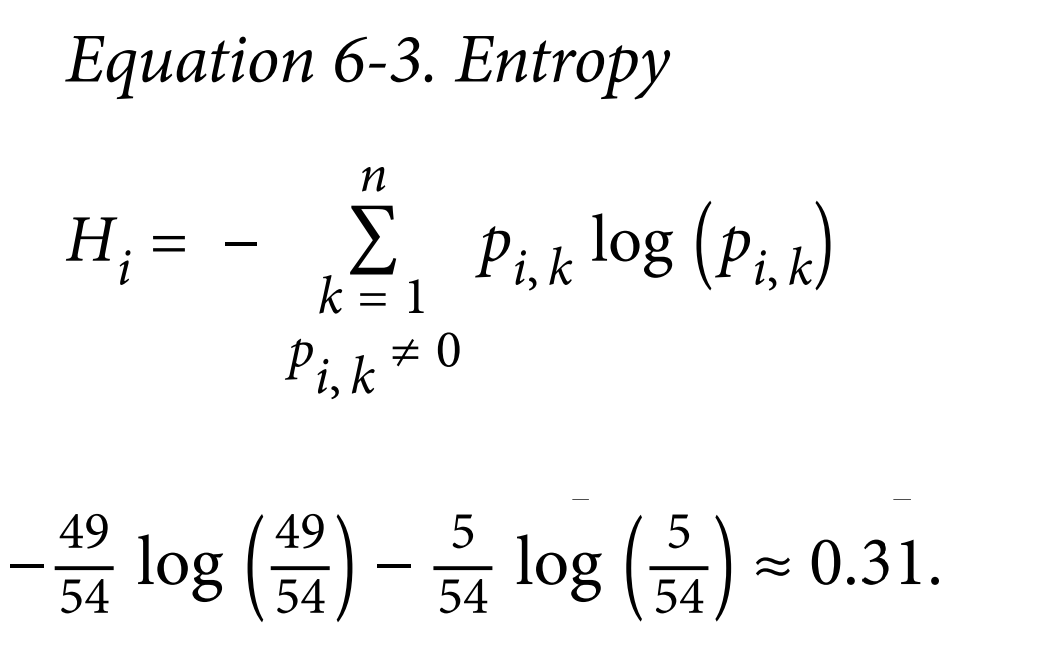 Equation 6-3. Entropy
n
H_i = − ∑ p_{i, k} log (p_{i, k})
k = 1
p_{i, k} ≠ 0
−49/54 log (49/54) − 5/54 log (5/54) ≈ 0.31.